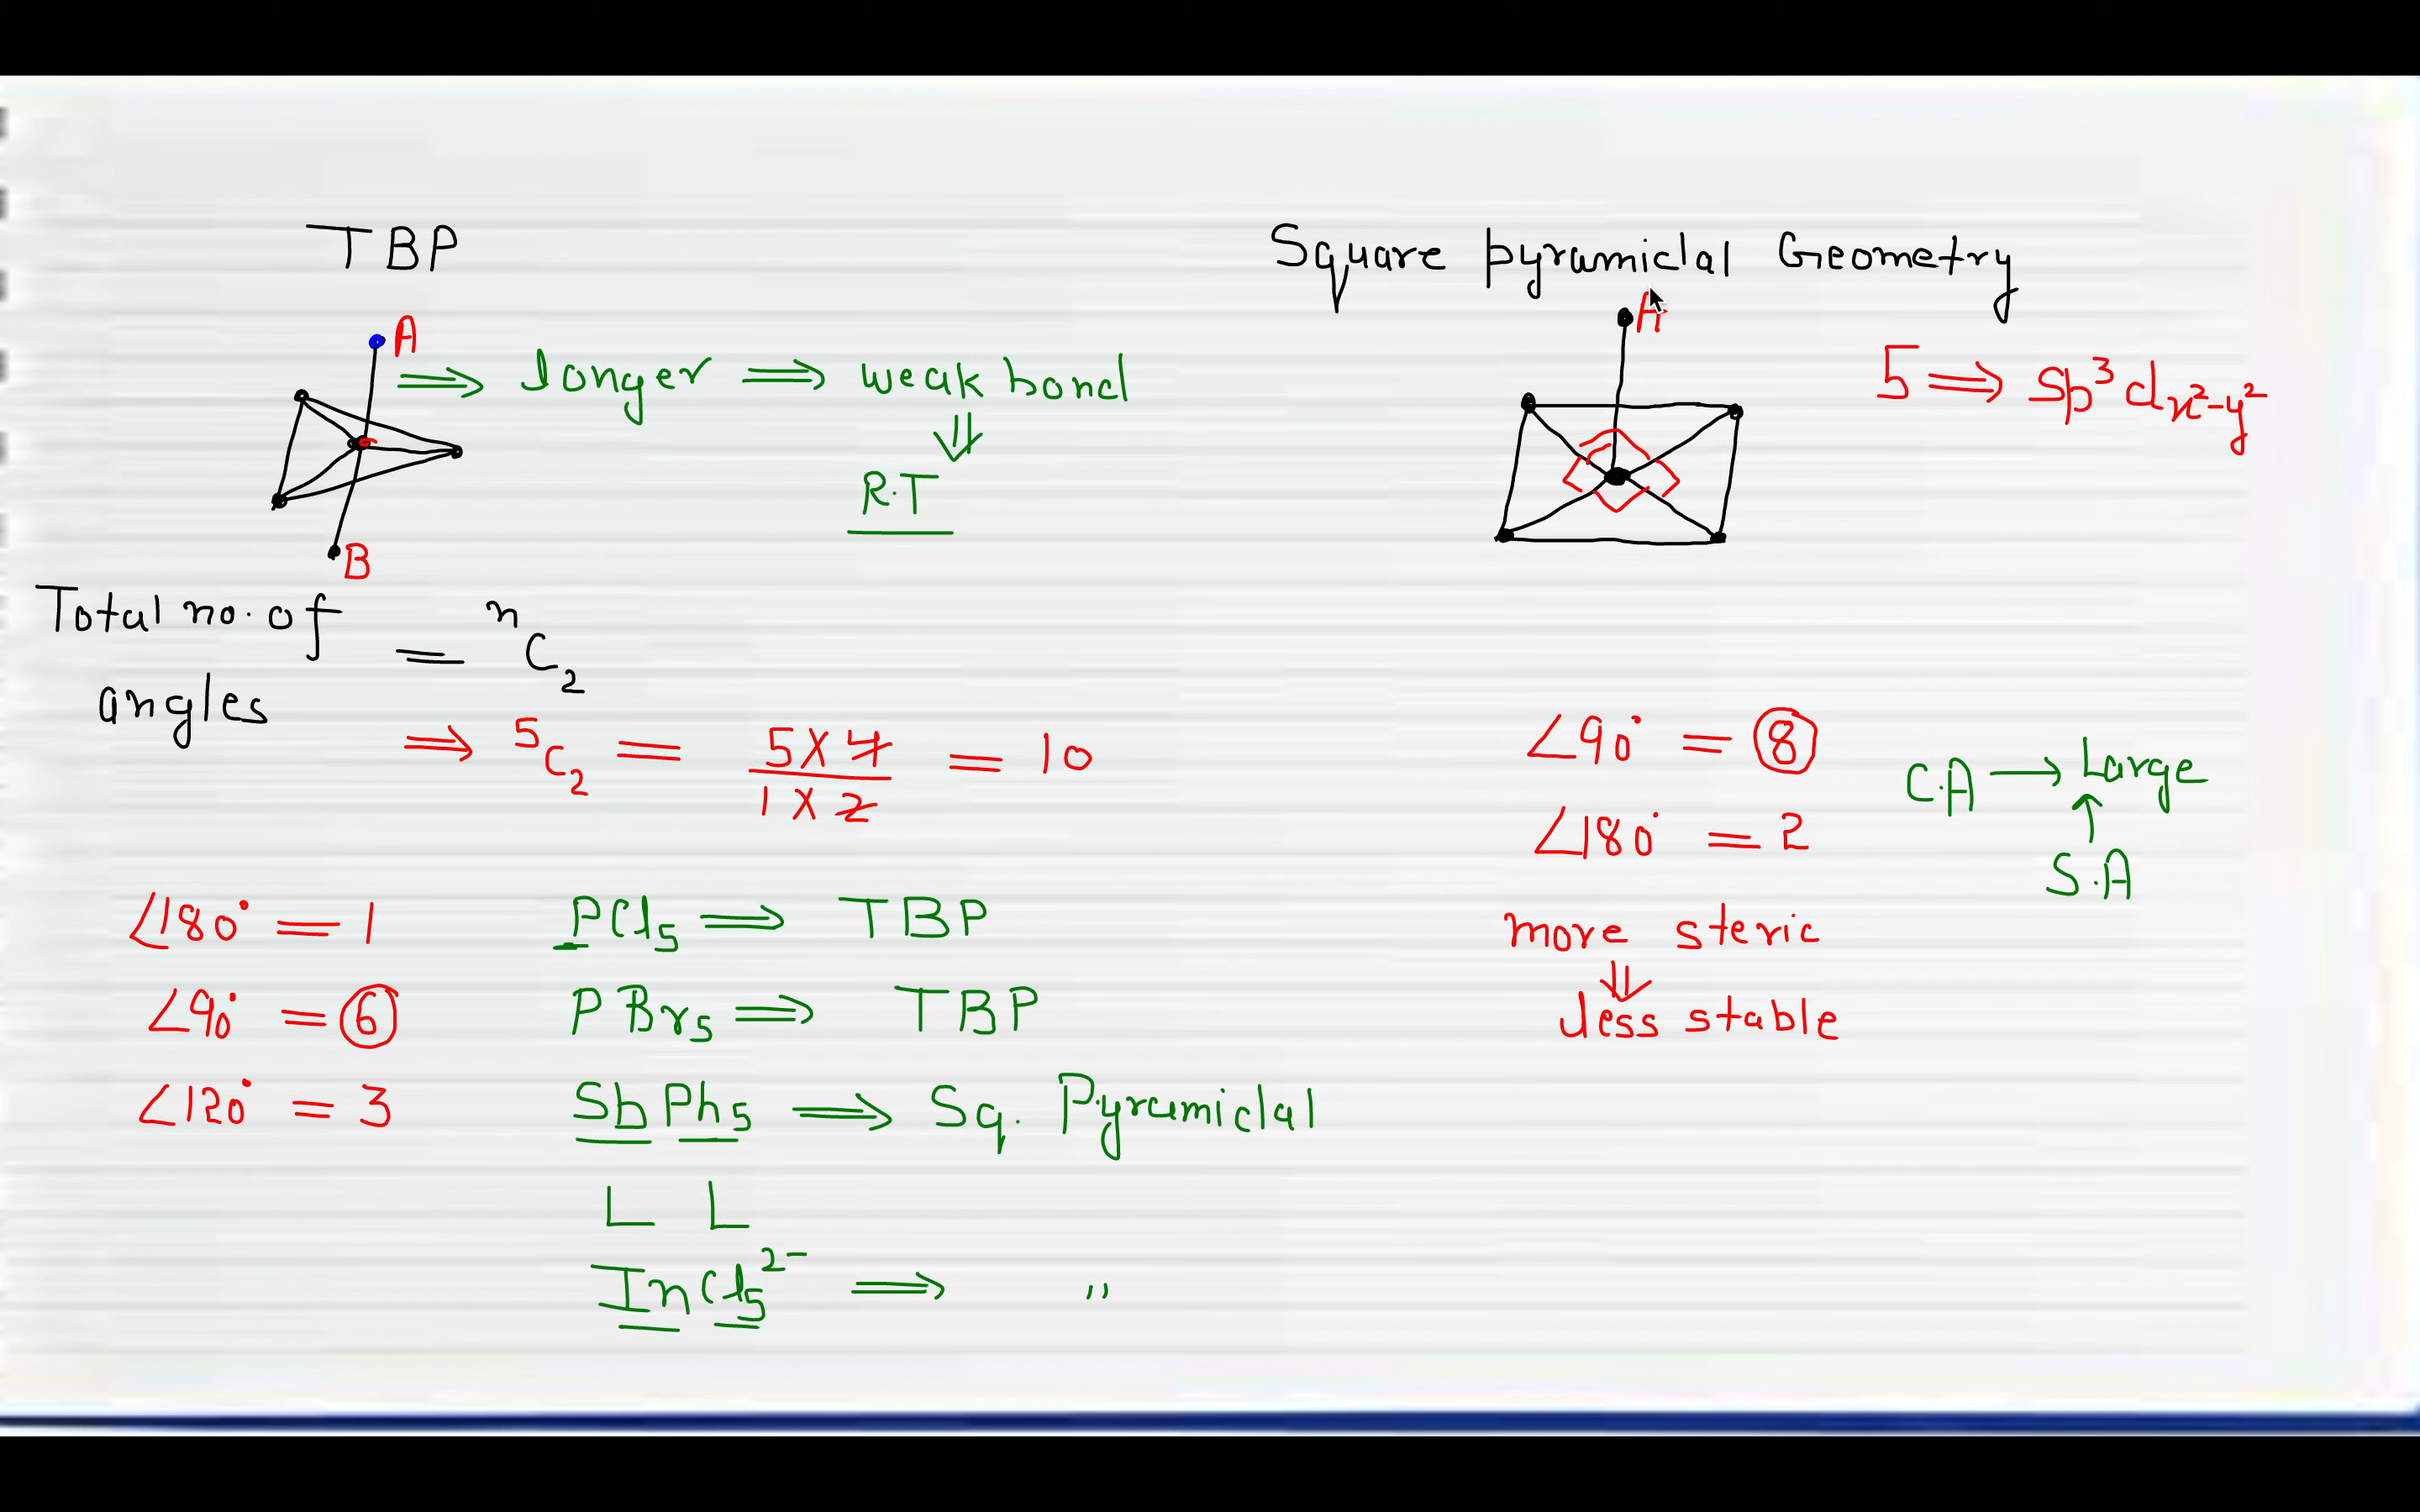 TBP
A
⟹ longer ⟹ weak bond
⇓
R.T
B
Total no. of angles = ⁿC₂
⟹ ⁵C₂ = 5 X 4 / 1 X 2 = 10
∠180° = 1
∠90° = 6
∠120° = 3
PCl₅ ⟹ TBP
PBr₅ ⟹ TBP
SbPh₅ ⟹ Sq. Pyramidal
L L
InCl₅²⁻ ⟹ "
Square pyramidal Geometry
A
5 ⟹ sp³dx²-y²
∠90° = 8
∠180° = 2
C.A → Large
↑
S.A
more steric
⇓
less stable